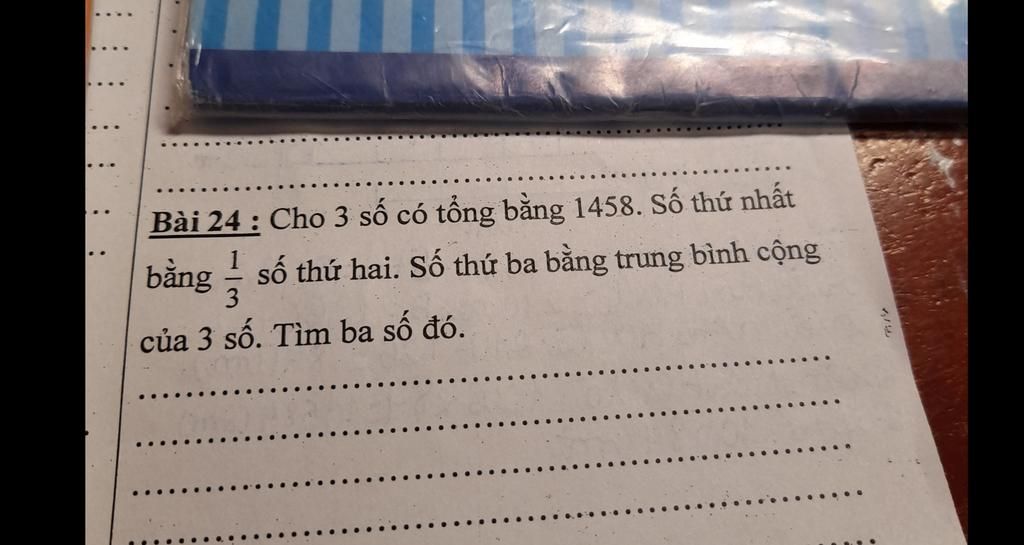 Bài 24 : Cho 3 số có tổng bằng 1458. Số thứ nhất
bằng 1/3 số thứ hai. Số thứ ba bằng trung bình cộng
của 3 số. Tìm ba số đó.